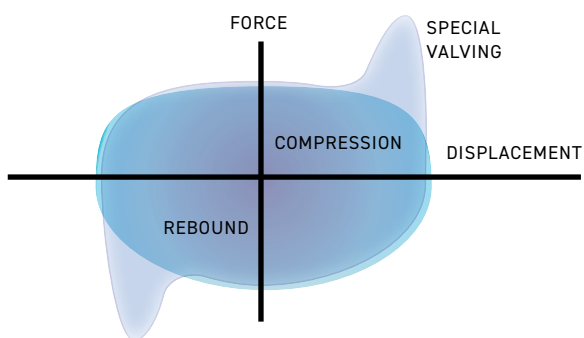 FORCE
SPECIAL
VALVING
COMPRESSION
DISPLACEMENT
REBOUND